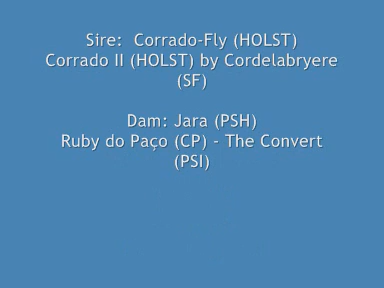 Sire:  Corrado-Fly (HOLST)
Corrado II (HOLST) by Cordelabryere
(SF)
Dam: Jara (PSH)
Ruby do Paço (CP) - The Convert
(PSI)